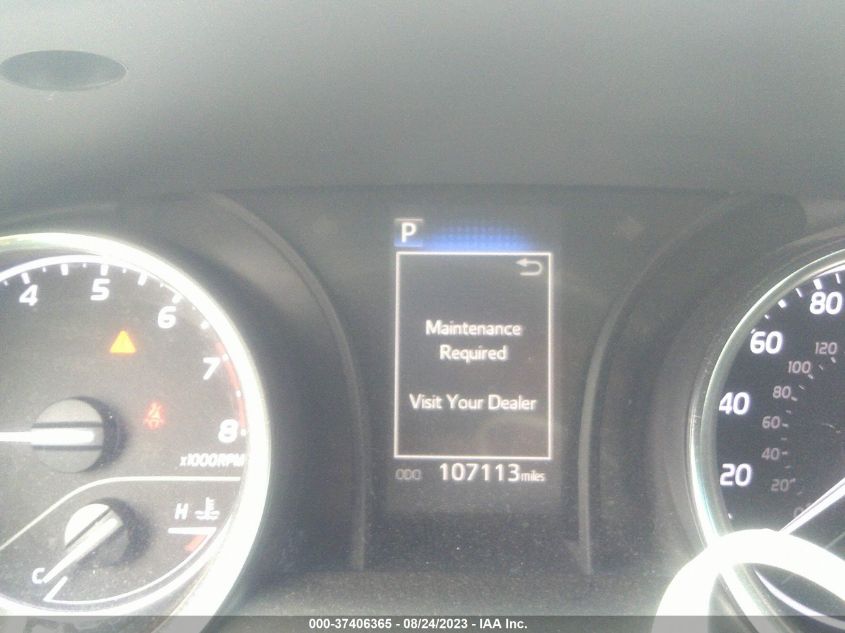 P
Maintenance
Required
Visit Your Dealer
ODO 107113 miles
4
5
6
7
8
x1000RPM
H
C
80
60
40
20
120
100
80
60
40
20
0
000-37406365 - 08/24/2023 - IAA Inc.